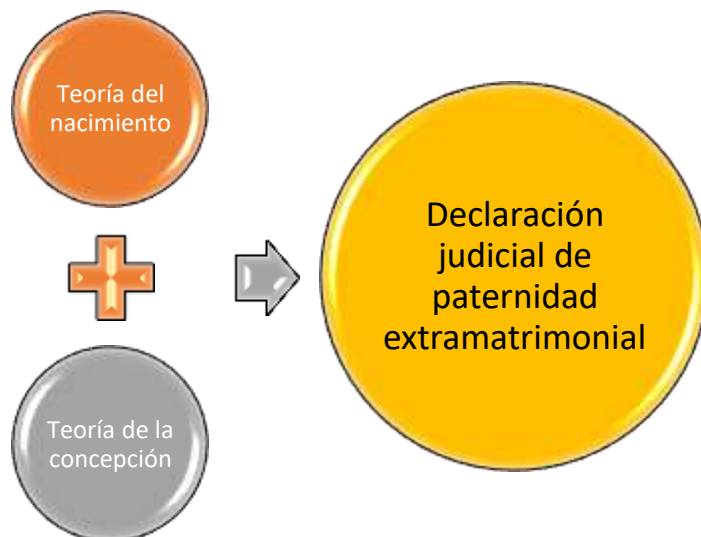 Teoría del
nacimiento
Teoría de la
concepción
Declaración
judicial de
paternidad
extramatrimonial